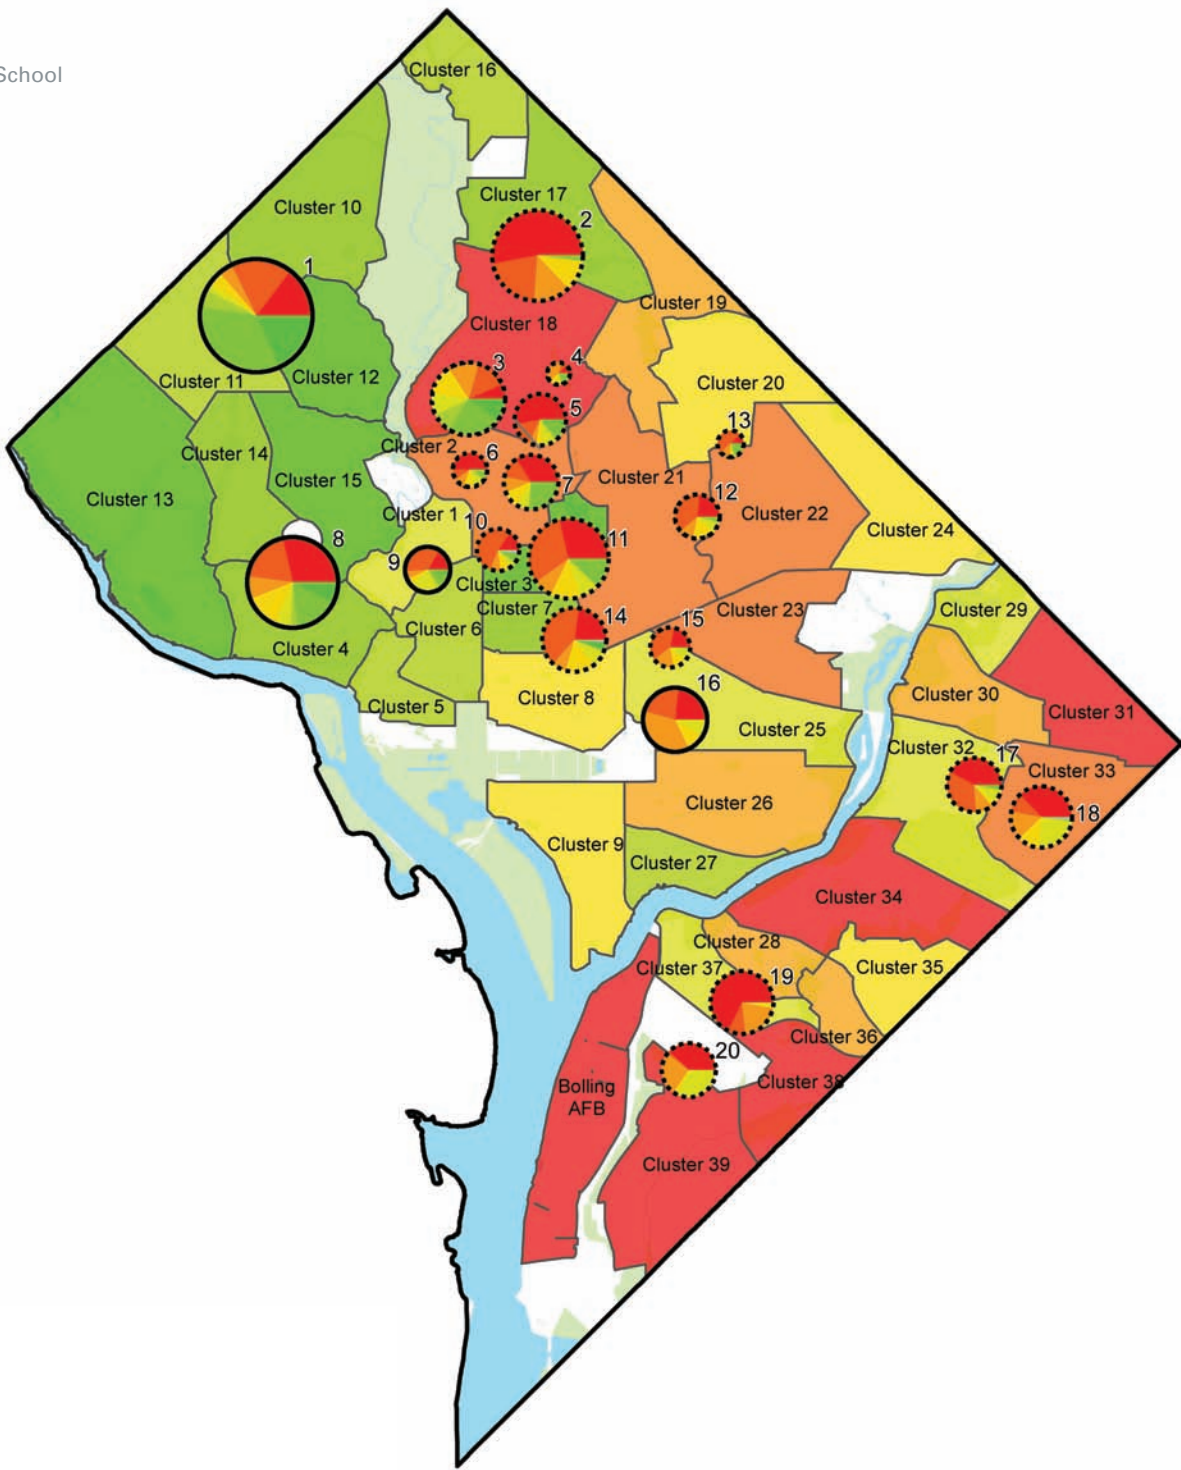 School
Cluster 16
Cluster 17
2
Cluster 10
1
Cluster 19
Cluster 18
3
4
Cluster 11
Cluster 12
Cluster 20
5
13
Cluster 2
6
Cluster 14
Cluster 15
7
Cluster 21
12
Cluster 13
Cluster 1
10
Cluster 22
Cluster 24
8
9
11
Cluster 3
Cluster 7
Cluster 23
Cluster 29
14
15
Cluster 6
Cluster 4
16
Cluster 8
Cluster 30
Cluster 5
Cluster 31
Cluster 25
Cluster 32
17
Cluster 33
Cluster 26
18
Cluster 9
Cluster 27
Cluster 34
Cluster 28
Cluster 37
19
Cluster 35
Cluster 36
20
Cluster 38
Bolling
AFB
Cluster 39